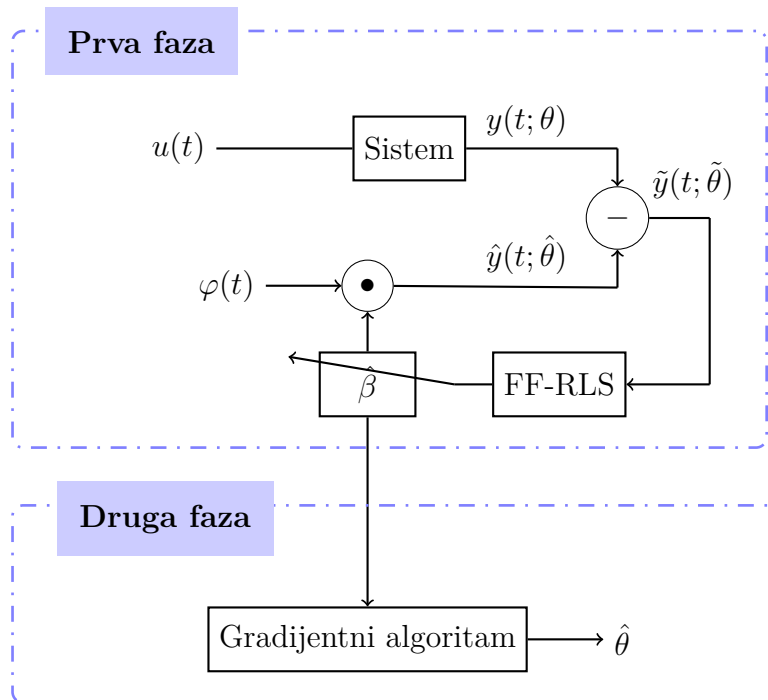 Prva faza
u(t)
Sistem
y(t; θ)
ỹ(t; θ̃)
−
φ(t)
•
ŷ(t; θ̂)
β̂
FF-RLS
Druga faza
Gradijentni algoritam
θ̂